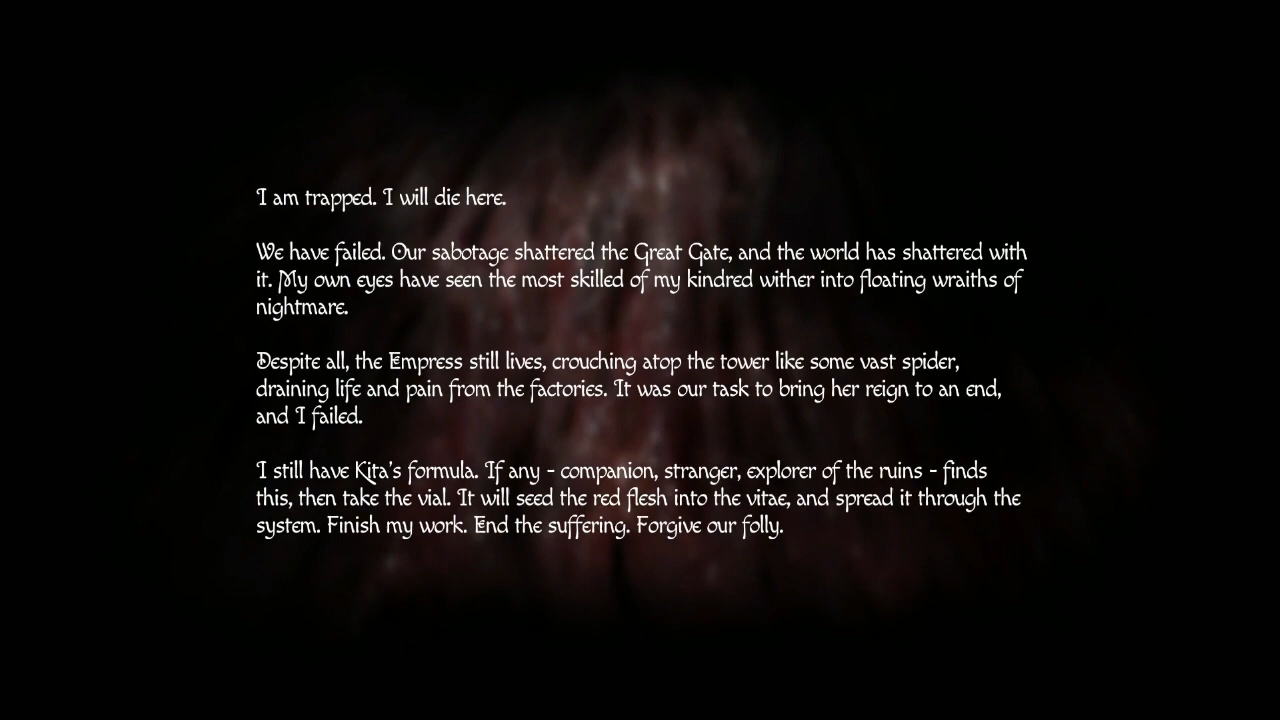 I am trapped. I will die here.
We have failed. Our sabotage shattered the Great Gate, and the world has shattered with
it. My own eyes have seen the most skilled of my kindred wither into floating wraiths of
nightmare.
Despite all, the Empress still lives, crouching atop the tower like some vast spider,
draining life and pain from the factories. It was our task to bring her reign to an end,
and I failed.
I still have Kita's formula. If any - companion, stranger, explorer of the ruins - finds
this, then take the vial. It will seed the red flesh into the vitae, and spread it through the
system. Finish my work. End the suffering. Forgive our folly.